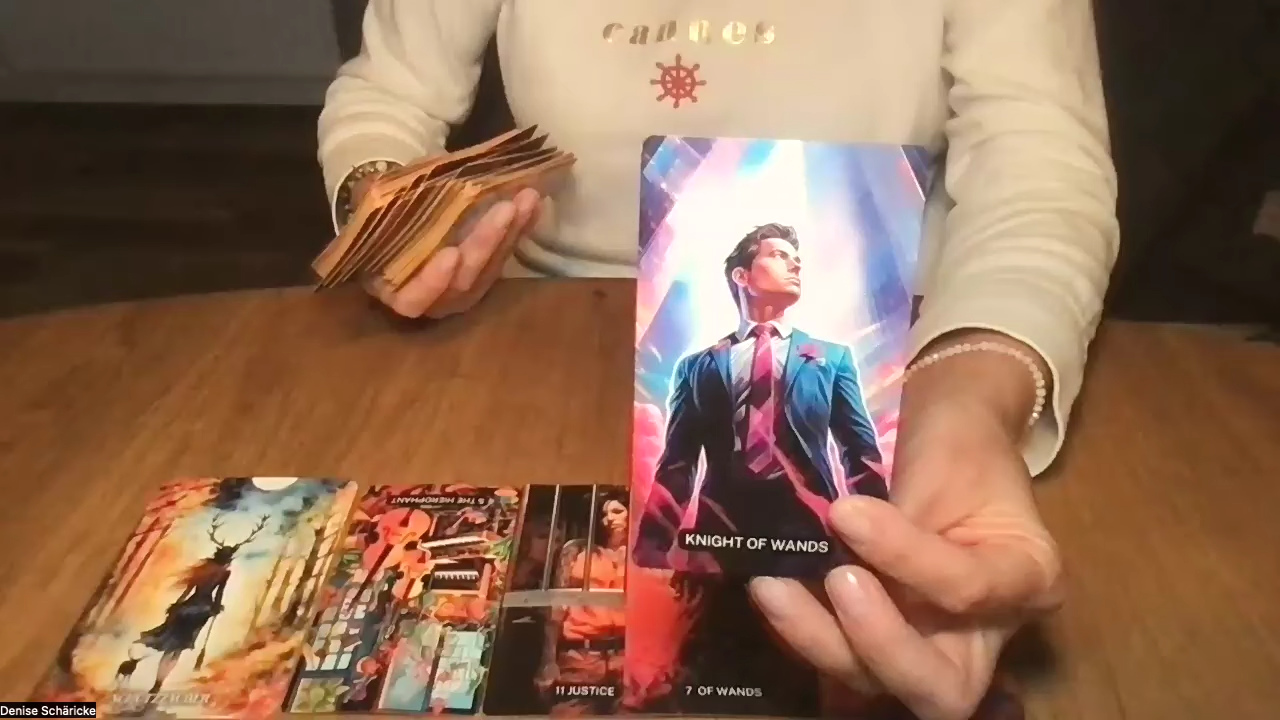 cannes
KNIGHT OF WANDS
5 THE HIEROPHANT
11 JUSTICE
7 OF WANDS
Denise Schäricke